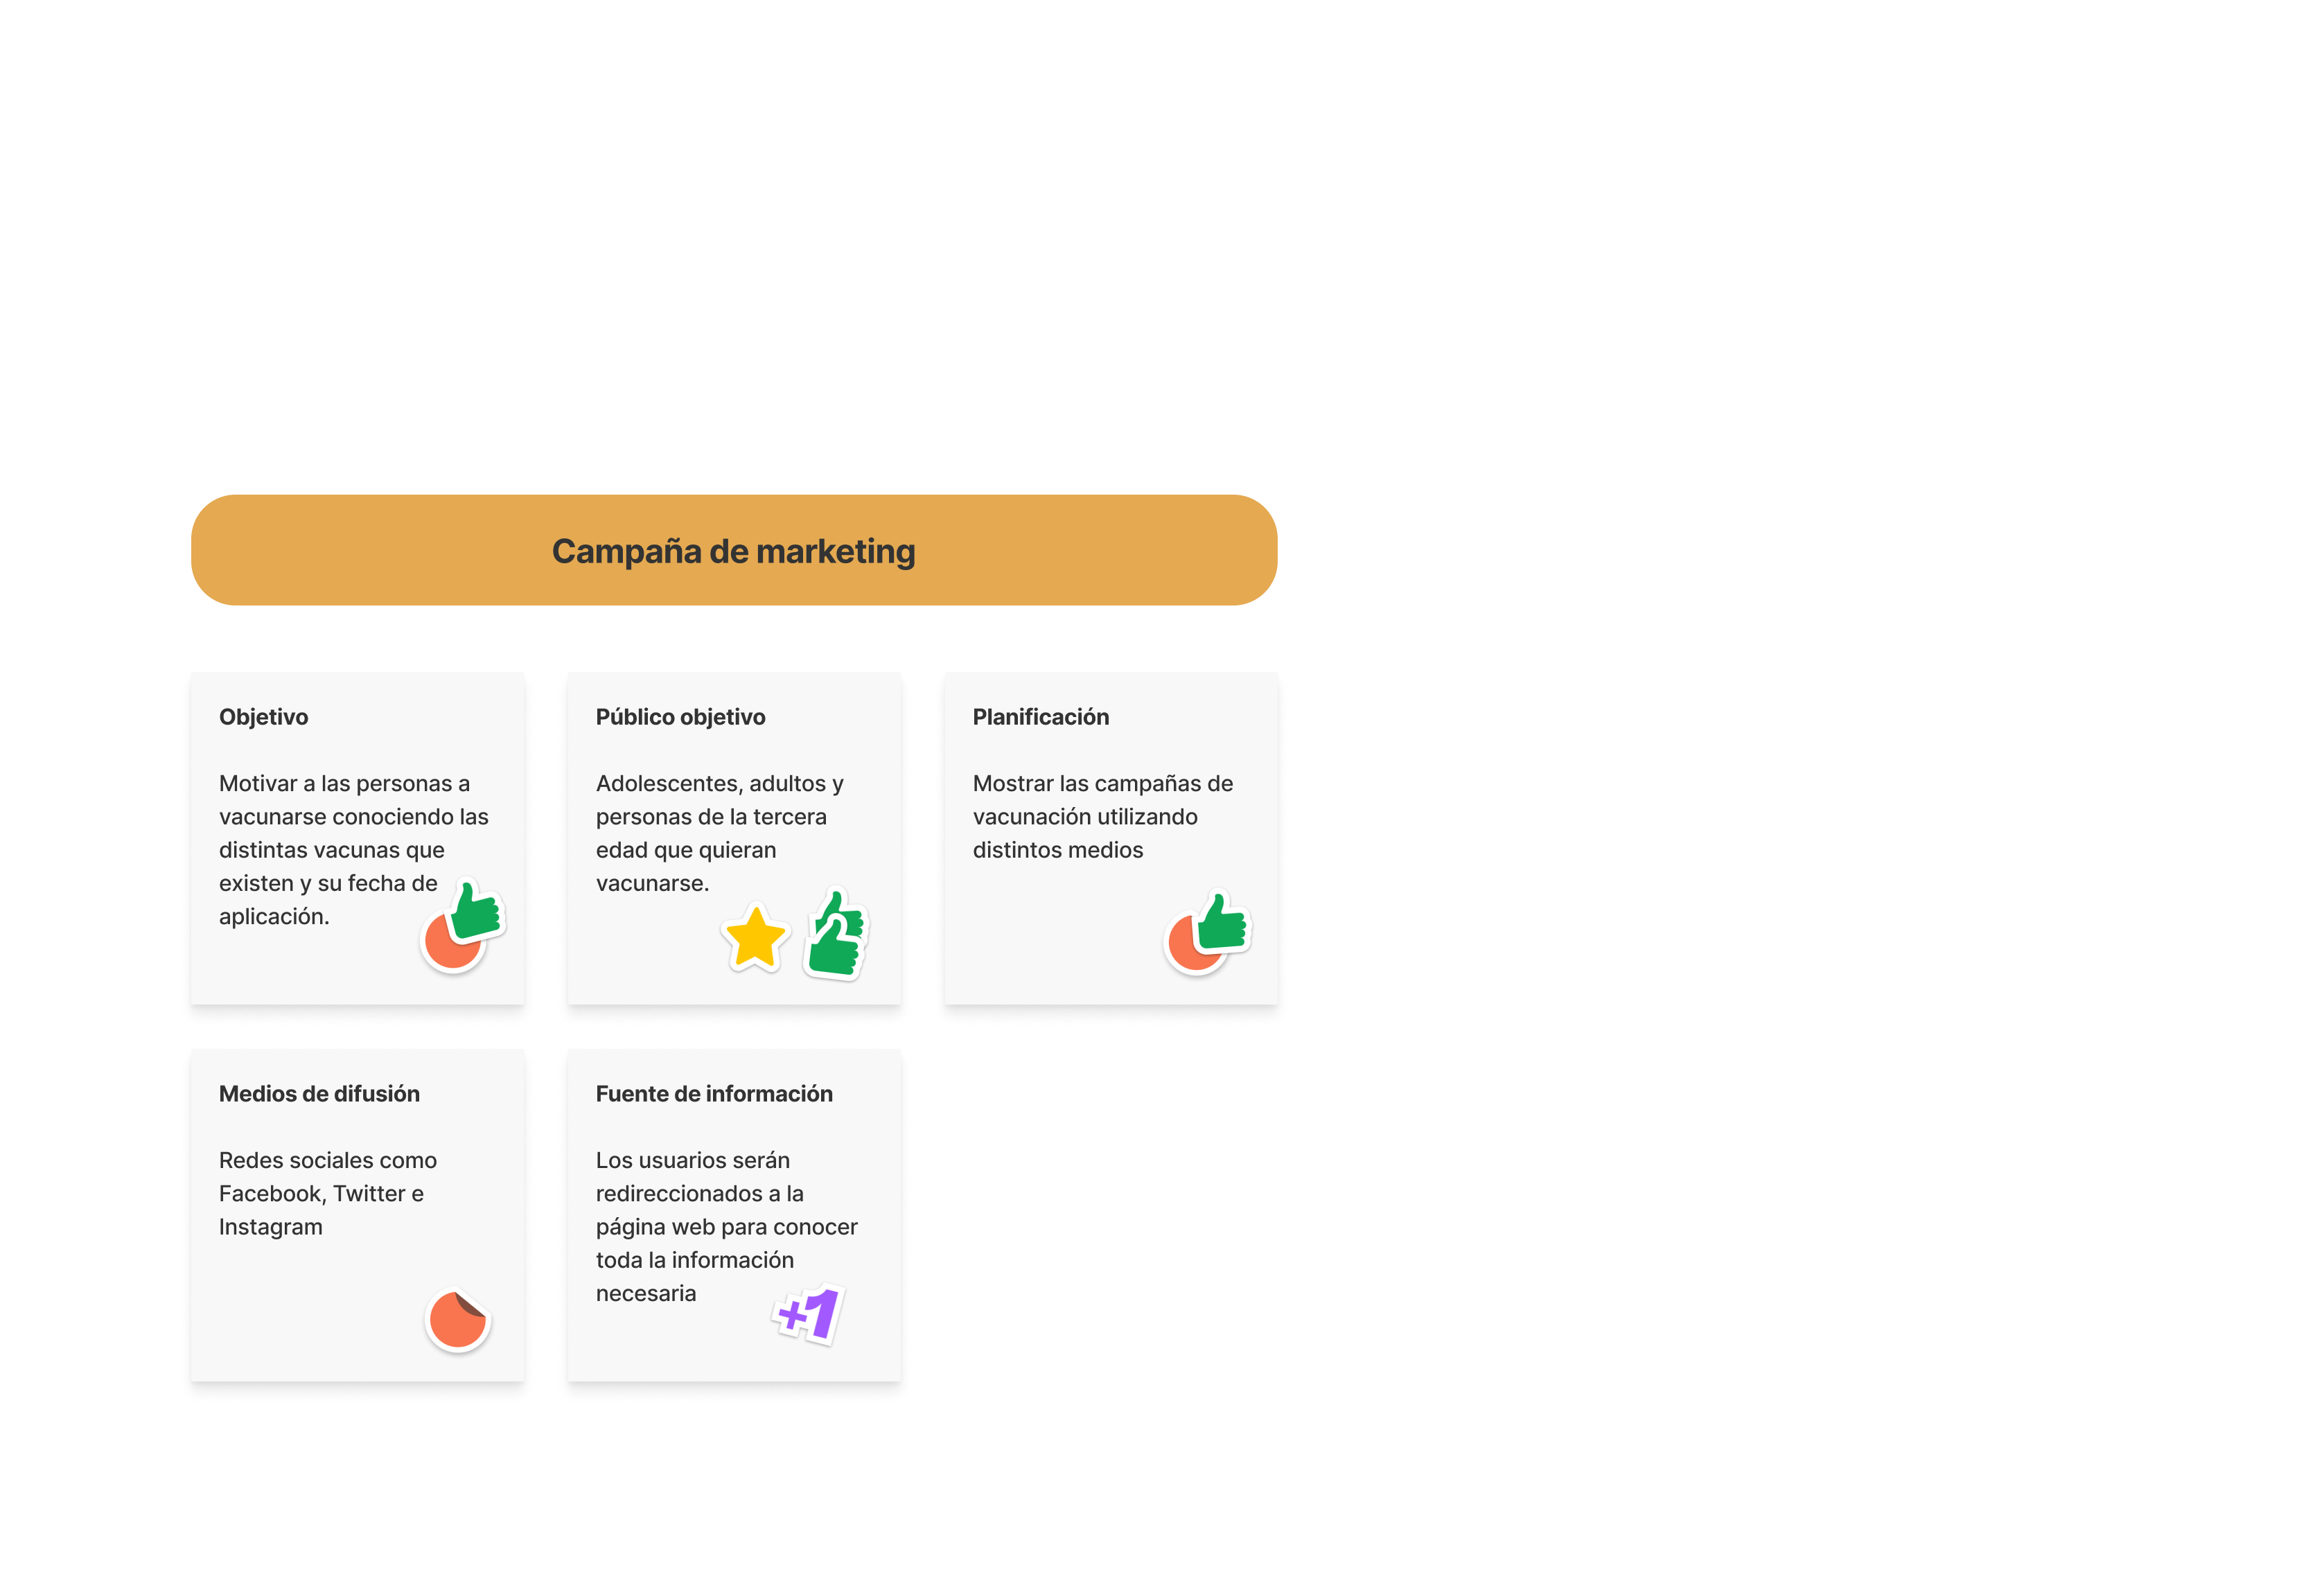 Campaña de marketing
Objetivo
Motivar a las personas a
vacunarse conociendo las
distintas vacunas que
existen y su fecha de
aplicación.
Público objetivo
Adolescentes, adultos y
personas de la tercera
edad que quieran
vacunarse.
Planificación
Mostrar las campañas de
vacunación utilizando
distintos medios
Medios de difusión
Redes sociales como
Facebook, Twitter e
Instagram
Fuente de información
Los usuarios serán
redireccionados a la
página web para conocer
toda la información
necesaria
+1